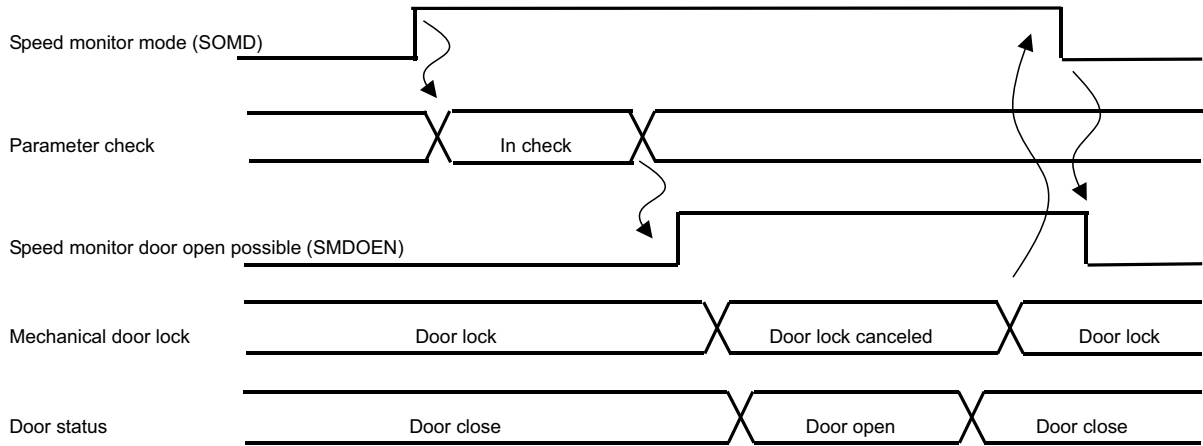 Speed monitor mode (SOMD)
Parameter check
In check
Speed monitor door open possible (SMDOEN)
Mechanical door lock
Door lock
Door lock canceled
Door lock
Door status
Door close
Door open
Door close